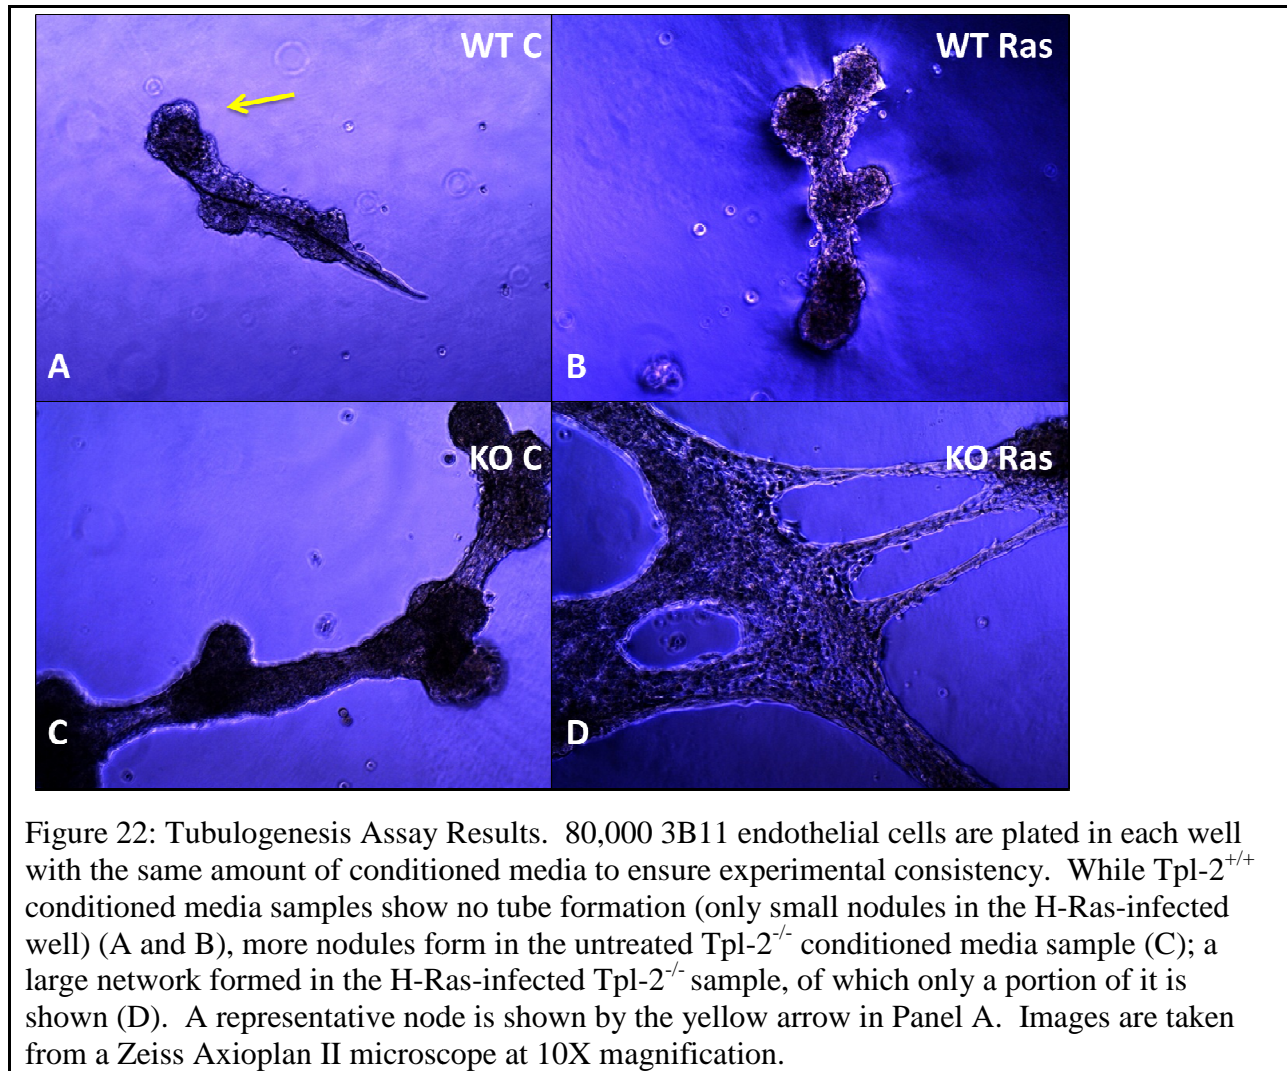 WT C
WT Ras
A
B
KO C
KO Ras
C
D
Figure 22: Tubulogenesis Assay Results.  80,000 3B11 endothelial cells are plated in each well
with the same amount of conditioned media to ensure experimental consistency.  While Tpl-2+/+
conditioned media samples show no tube formation (only small nodules in the H-Ras-infected
well) (A and B), more nodules form in the untreated Tpl-2-/- conditioned media sample (C); a
large network formed in the H-Ras-infected Tpl-2-/- sample, of which only a portion of it is
shown (D).  A representative node is shown by the yellow arrow in Panel A.  Images are taken
from a Zeiss Axioplan II microscope at 10X magnification.